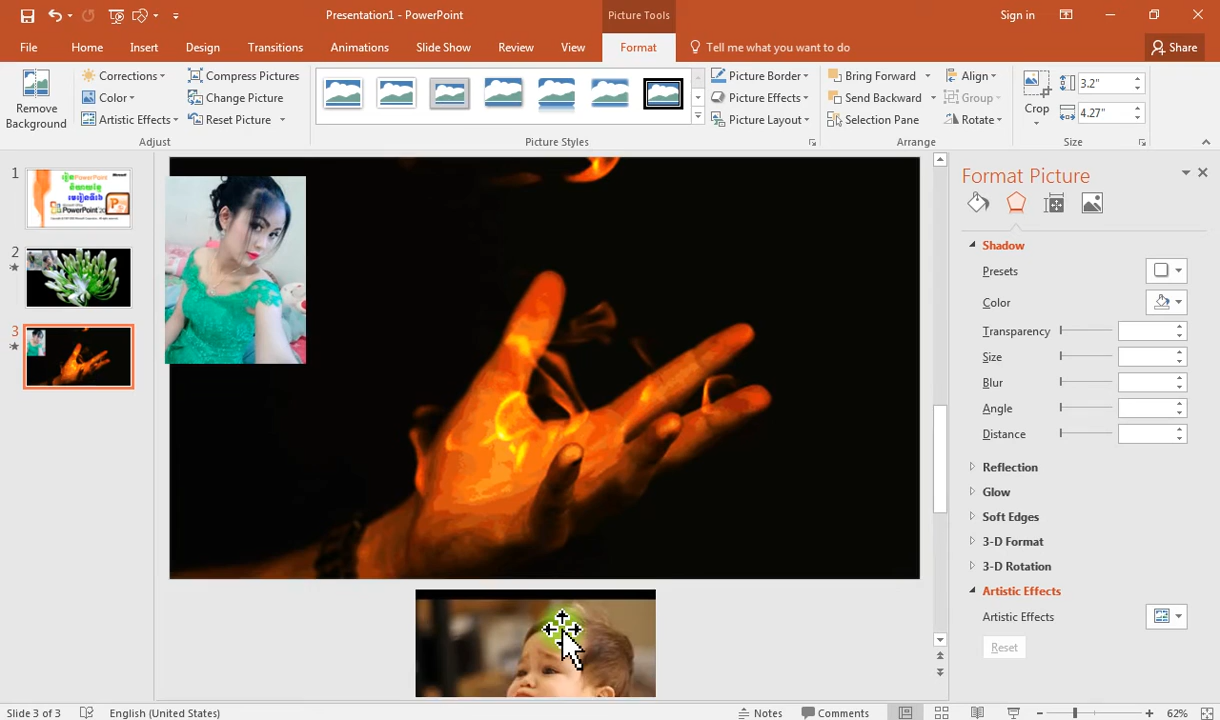 Presentation1 - PowerPoint
Picture Tools
Sign in
File
Home
Insert
Design
Transitions
Animations
Slide Show
Review
View
Format
Tell me what you want to do
Share
Remove
Background
Corrections
Color
Artistic Effects
Compress Pictures
Change Picture
Reset Picture
Adjust
Picture Styles
Picture Border
Picture Effects
Picture Layout
Bring Forward
Send Backward
Selection Pane
Align
Group
Rotate
Arrange
Crop
3.2"
4.27"
Size
1
2
3
PowerPoint
Format Picture
Shadow
Presets
Color
Transparency
Size
Blur
Angle
Distance
Reflection
Glow
Soft Edges
3-D Format
3-D Rotation
Artistic Effects
Artistic Effects
Reset
Slide 3 of 3
English (United States)
Notes
Comments
62%